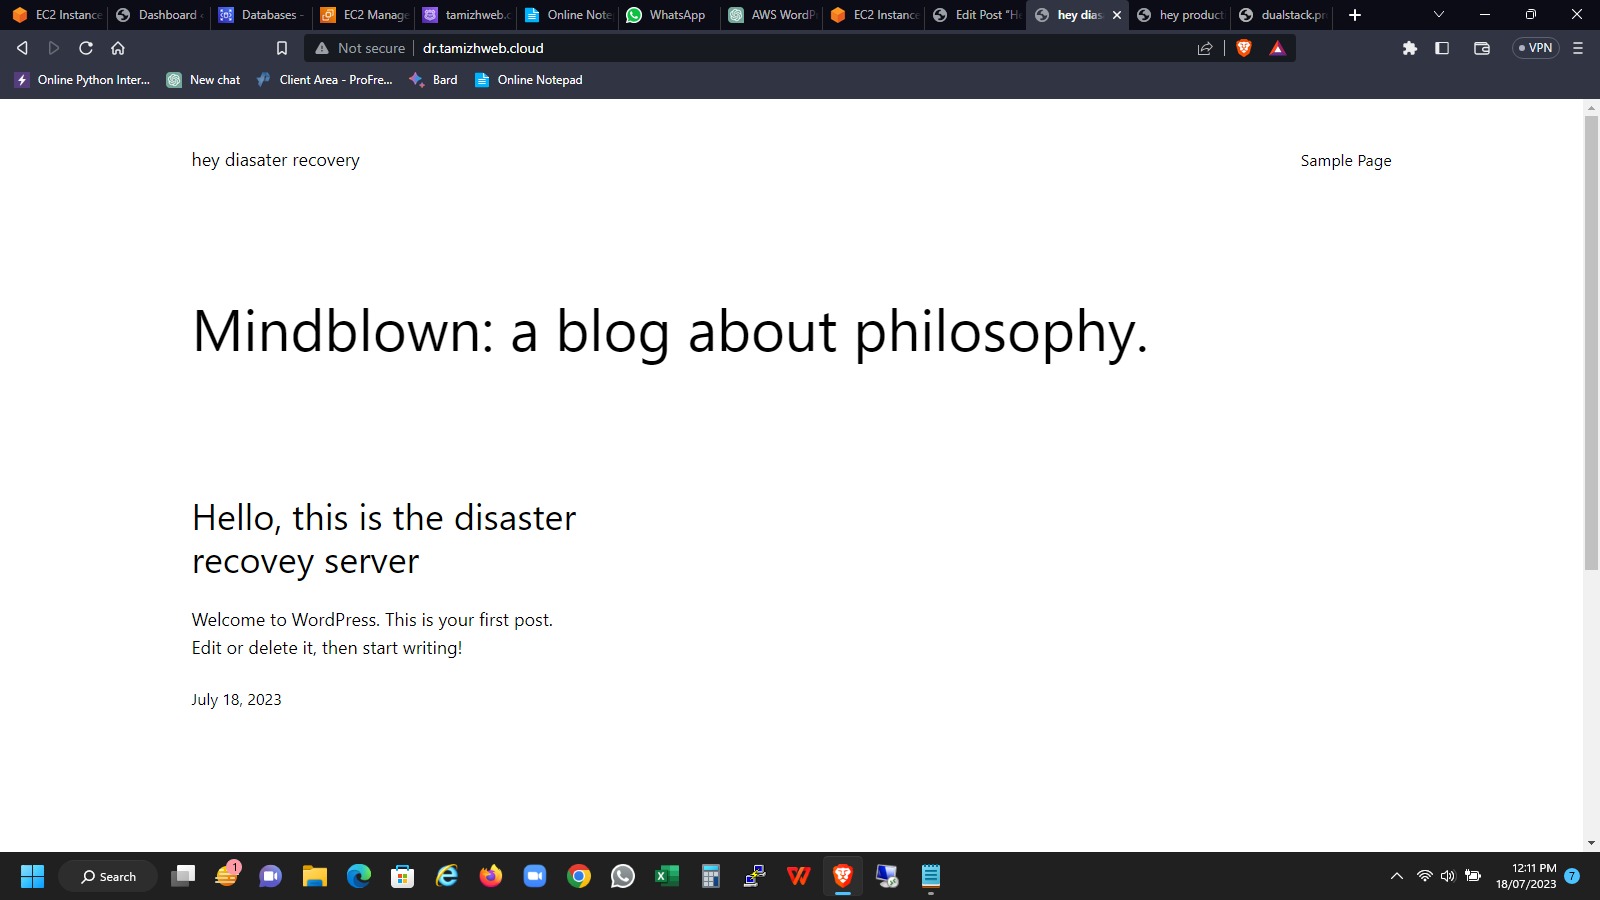 EC2 Instance
Dashboard
Databases -
EC2 Manage
tamizhweb.c
Online Note
WhatsApp
AWS WordP
EC2 Instance
Edit Post "H
hey dias
hey product
dualstack.pr
Not secure
dr.tamizhweb.cloud
VPN
Online Python Inter...
New chat
Client Area - ProFre...
Bard
Online Notepad
hey diasater recovery
Sample Page
Mindblown: a blog about philosophy.
Hello, this is the disaster
recovey server
Welcome to WordPress. This is your first post.
Edit or delete it, then start writing!
July 18, 2023
Search
1
12:11 PM
18/07/2023
7